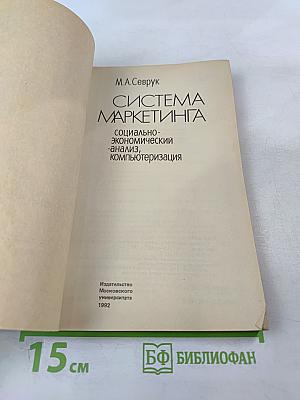 М.А.Севрук
СИСТЕМА
МАРКЕТИНГА
социально-
экономический
анализ,
компьютеризация
Издательство
Московского
университета
1992
15 см
БФ БИБЛИОФАН